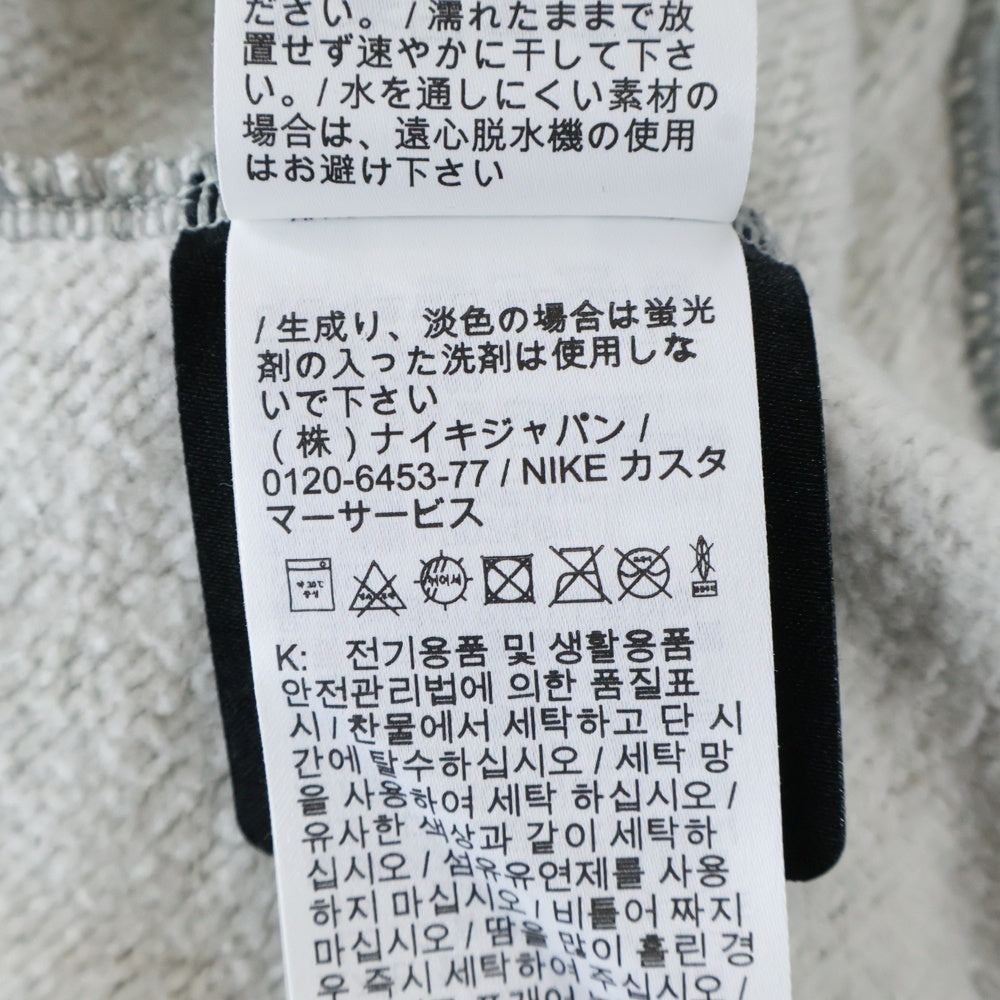 ださい。 / 濡れたままで放
置せず速やかに干して下さ
い。 / 水を通しにくい素材の
場合は、遠心脱水機の使用
はお避け下さい
/ 生成り、淡色の場合は蛍光
剤の入った洗剤は使用しな
いで下さい
( 株 ) ナイキジャパン /
0120-6453-77 / NIKE カスタ
マーサービス
약 30℃
중성
K: 전기용품 및 생활용품
안전관리법에 의한 품질표
시 / 찬물에서 세탁하고 단 시
간에 탈수하십시오 / 세탁 망
을 사용하여 세탁 하십시오 /
유사한 색상과 같이 세탁하
십시오 / 섬유유연제를 사용
하지 마십시오 / 비틀어 짜지
마십시오 / 땀을 많이 흘린 경
우 즉시 세탁하여 주십시오 /